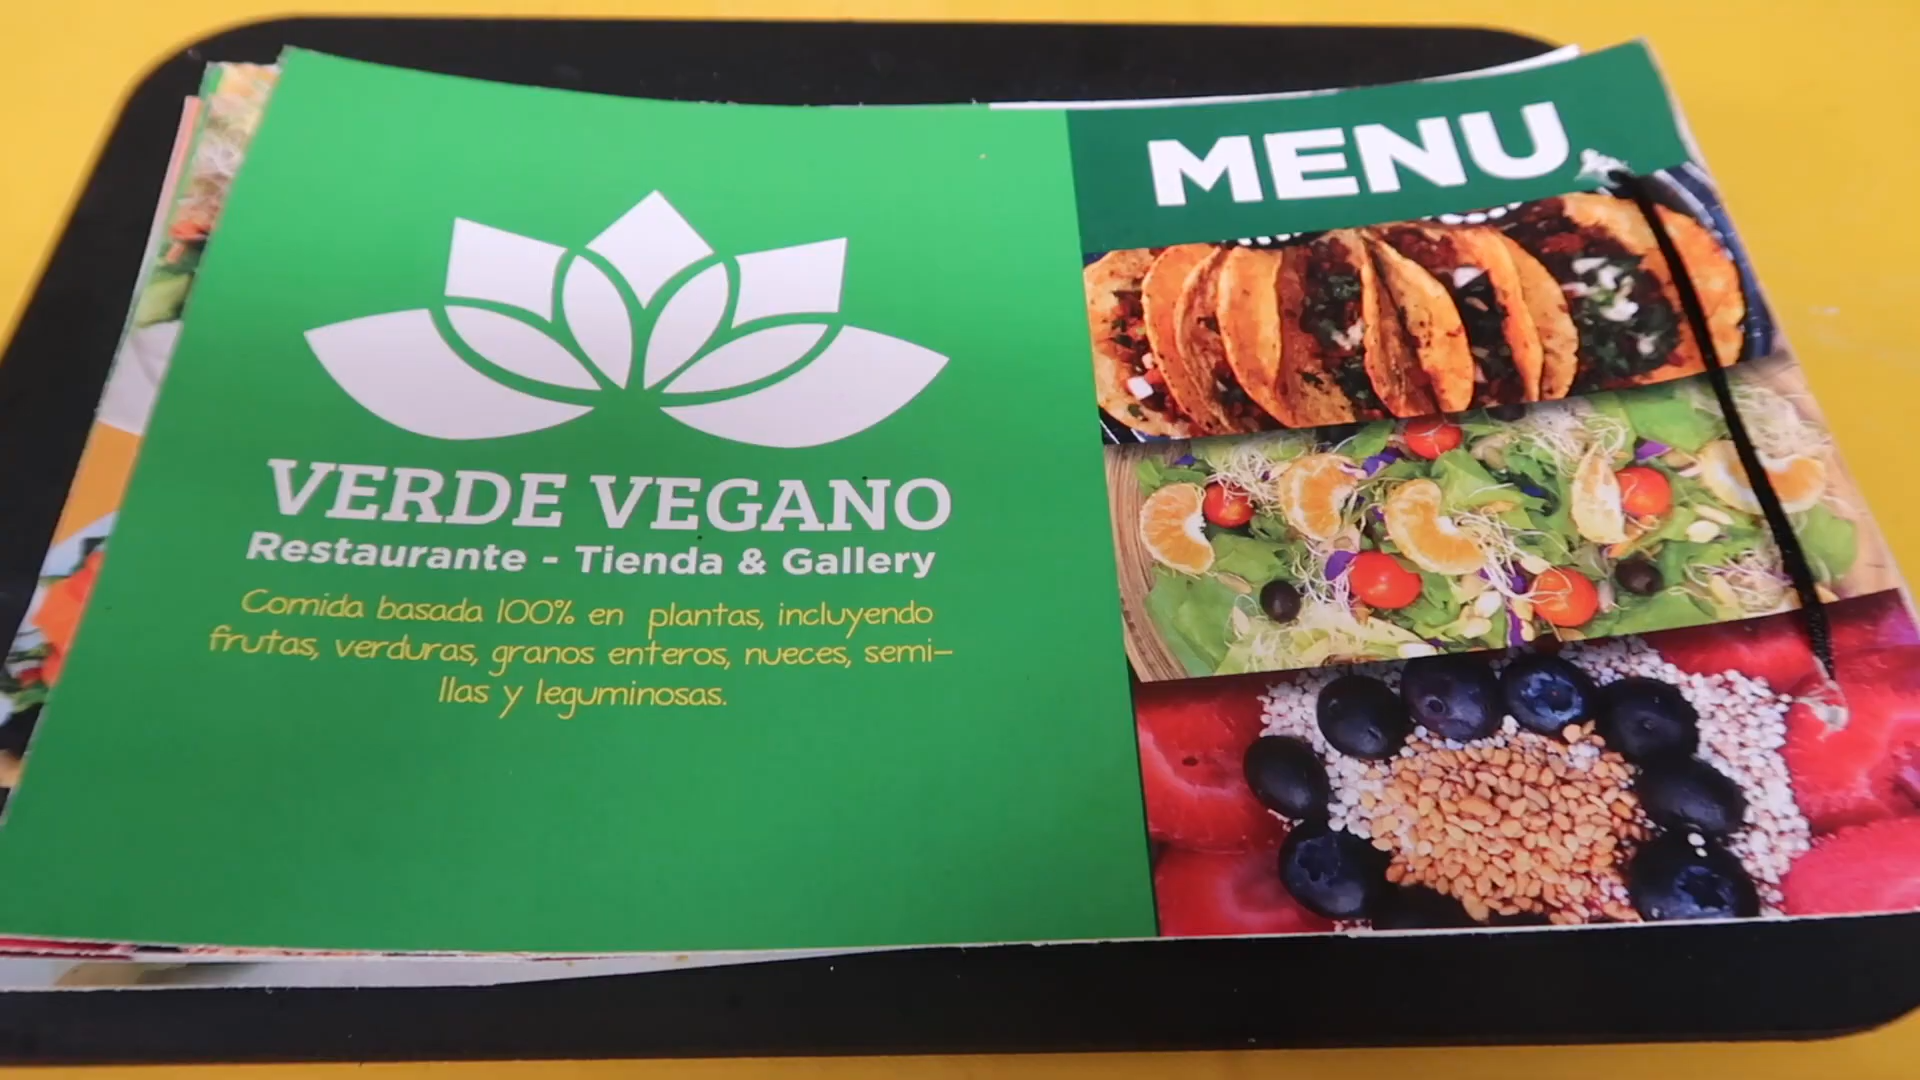 MENU
VERDE VEGANO
Restaurante - Tienda & Gallery
Comida basada 100% en plantas, incluyendo
frutas, verduras, granos enteros, nueces, semi-
llas y leguminosas.